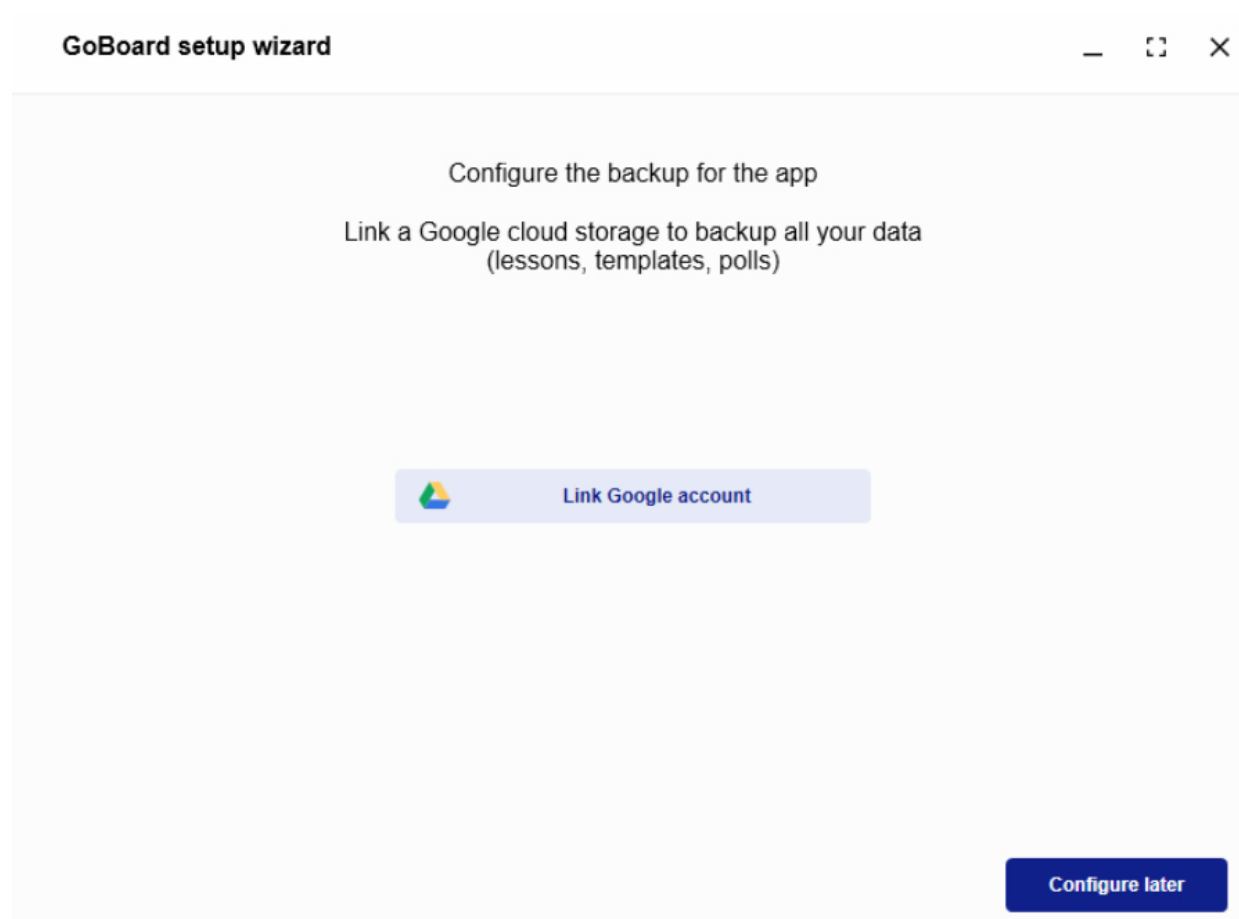 GoBoard setup wizard
Configure the backup for the app
Link a Google cloud storage to backup all your data
(lessons, templates, polls)
Link Google account
Configure later